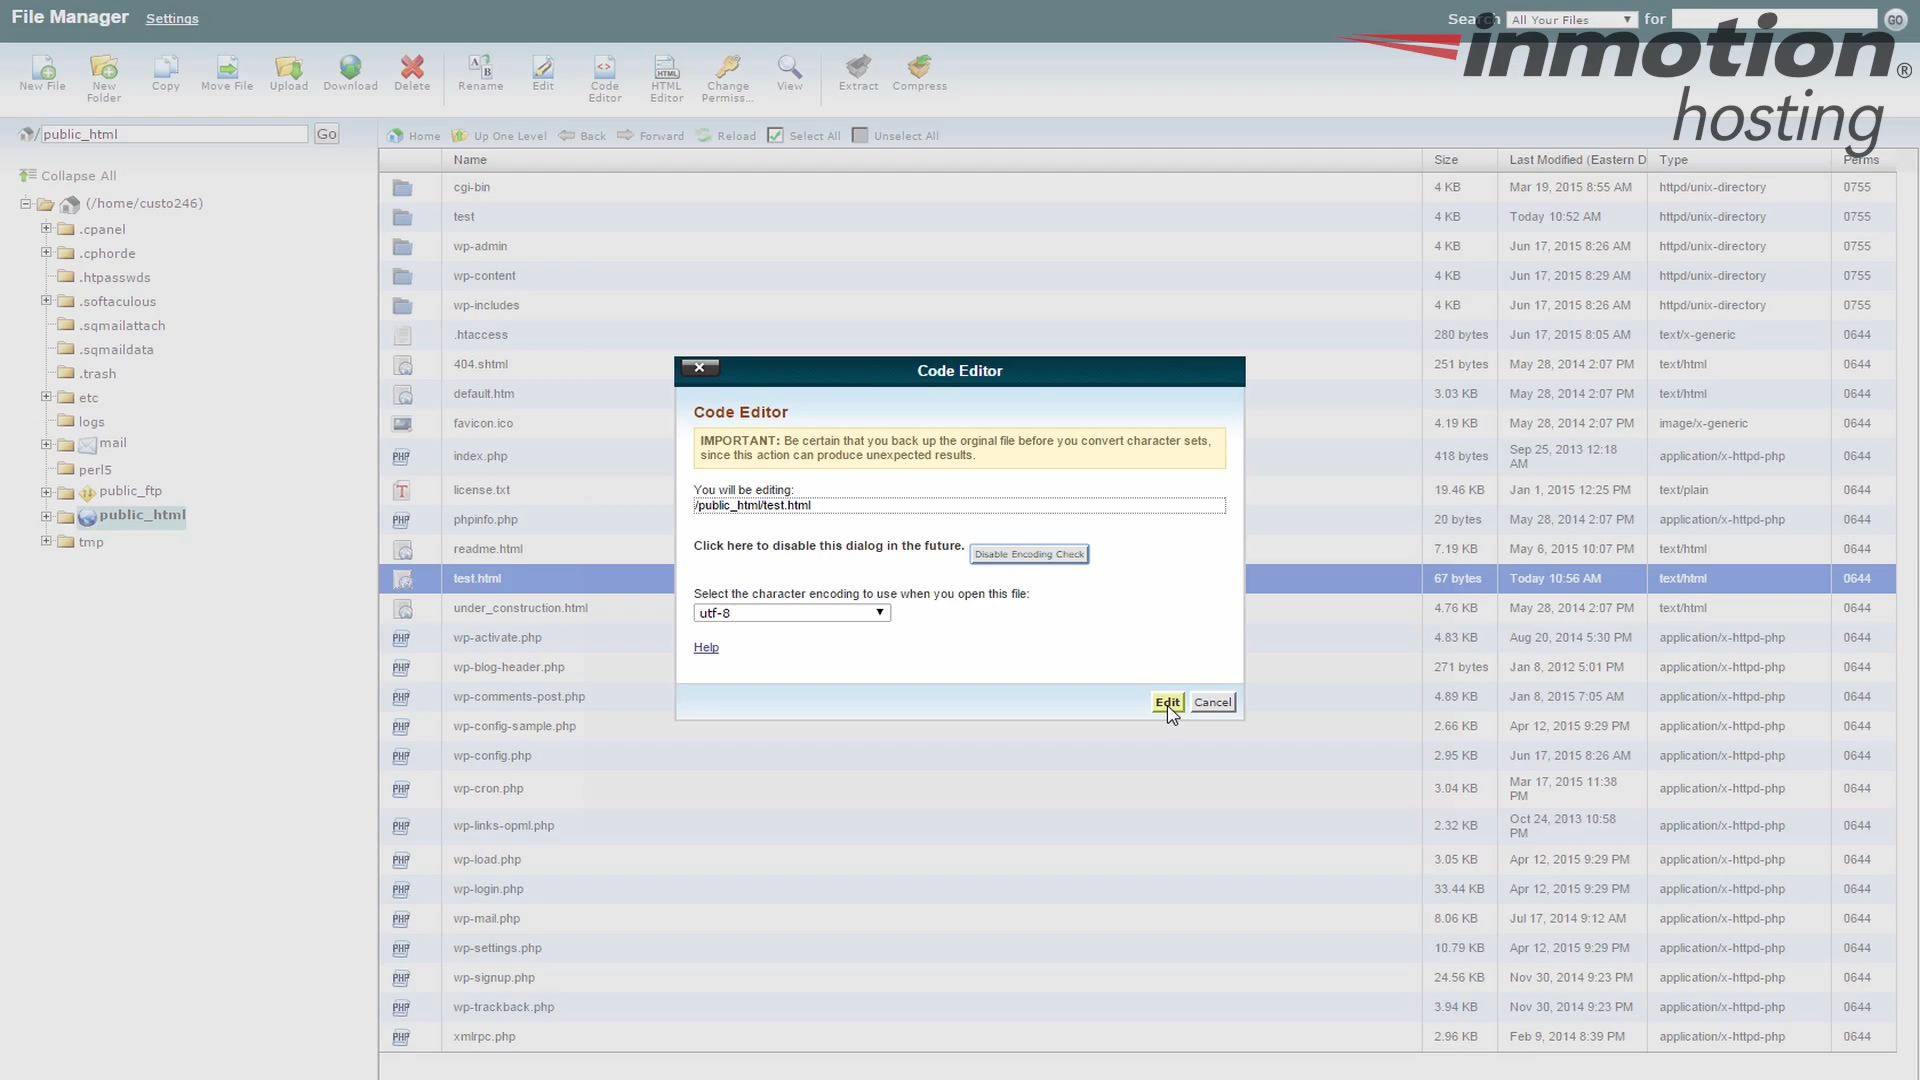 File Manager Settings
Search All Your Files for GO
inmotion®
hosting
New File New Folder Copy Move File Upload Download Delete Rename Edit Code Editor HTML Editor Change Permiss... View Extract Compress
/ public_html Go
Home Up One Level Back Forward Reload Select All Unselect All
Collapse All
(/home/custo246)
.cpanel
.cphorde
.htpasswds
.softaculous
.sqmailattach
.sqmaildata
.trash
etc
logs
mail
perl5
public_ftp
public_html
tmp
Name Size Last Modified (Eastern D Type Perms
cgi-bin 4 KB Mar 19, 2015 8:55 AM httpd/unix-directory 0755
test 4 KB Today 10:52 AM httpd/unix-directory 0755
wp-admin 4 KB Jun 17, 2015 8:26 AM httpd/unix-directory 0755
wp-content 4 KB Jun 17, 2015 8:29 AM httpd/unix-directory 0755
wp-includes 4 KB Jun 17, 2015 8:26 AM httpd/unix-directory 0755
.htaccess 280 bytes Jun 17, 2015 8:05 AM text/x-generic 0644
404.shtml 251 bytes May 28, 2014 2:07 PM text/html 0644
default.htm 3.03 KB May 28, 2014 2:07 PM text/html 0644
favicon.ico 4.19 KB May 28, 2014 2:07 PM image/x-generic 0644
PHP index.php 418 bytes Sep 25, 2013 12:18 AM application/x-httpd-php 0644
T license.txt 19.46 KB Jan 1, 2015 12:25 PM text/plain 0644
PHP phpinfo.php 20 bytes May 28, 2014 2:07 PM application/x-httpd-php 0644
readme.html 7.19 KB May 6, 2015 10:07 PM text/html 0644
test.html 67 bytes Today 10:56 AM text/html 0644
under_construction.html 4.76 KB May 28, 2014 2:07 PM text/html 0644
PHP wp-activate.php 4.83 KB Aug 20, 2014 5:30 PM application/x-httpd-php 0644
PHP wp-blog-header.php 271 bytes Jan 8, 2012 5:01 PM application/x-httpd-php 0644
PHP wp-comments-post.php 4.89 KB Jan 8, 2015 7:05 AM application/x-httpd-php 0644
PHP wp-config-sample.php 2.66 KB Apr 12, 2015 9:29 PM application/x-httpd-php 0644
PHP wp-config.php 2.95 KB Jun 17, 2015 8:26 AM application/x-httpd-php 0644
PHP wp-cron.php 3.04 KB Mar 17, 2015 11:38 PM application/x-httpd-php 0644
PHP wp-links-opml.php 2.32 KB Oct 24, 2013 10:58 PM application/x-httpd-php 0644
PHP wp-load.php 3.05 KB Apr 12, 2015 9:29 PM application/x-httpd-php 0644
PHP wp-login.php 33.44 KB Apr 12, 2015 9:29 PM application/x-httpd-php 0644
PHP wp-mail.php 8.06 KB Jul 17, 2014 9:12 AM application/x-httpd-php 0644
PHP wp-settings.php 10.79 KB Apr 12, 2015 9:29 PM application/x-httpd-php 0644
PHP wp-signup.php 24.56 KB Nov 30, 2014 9:23 PM application/x-httpd-php 0644
PHP wp-trackback.php 3.94 KB Nov 30, 2014 9:23 PM application/x-httpd-php 0644
PHP xmlrpc.php 2.96 KB Feb 9, 2014 8:39 PM application/x-httpd-php 0644
Code Editor
Code Editor
IMPORTANT: Be certain that you back up the orginal file before you convert character sets,
since this action can produce unexpected results.
You will be editing:
/public_html/test.html
Click here to disable this dialog in the future. Disable Encoding Check
Select the character encoding to use when you open this file:
utf-8
Help
Edit Cancel